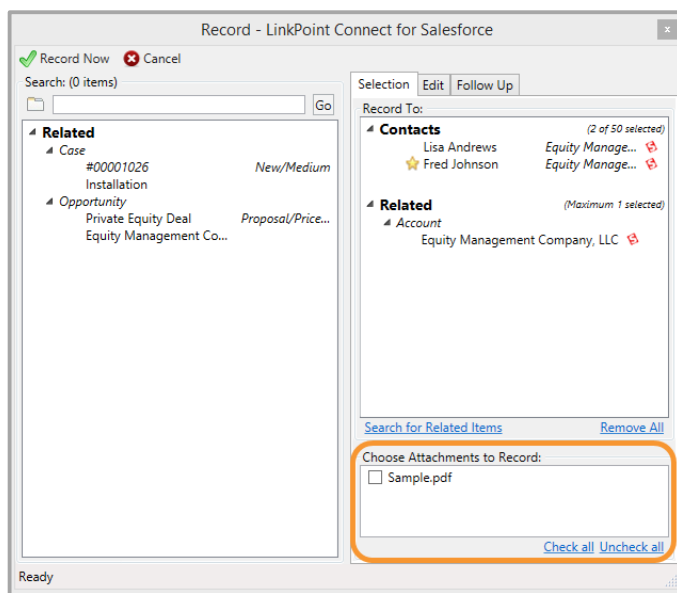 Record - LinkPoint Connect for Salesforce
x
Record Now Cancel
Search: (0 items)
Go
Related
Case
#00001026 New/Medium
Installation
Opportunity
Private Equity Deal Proposal/Price...
Equity Management Co...
Selection Edit Follow Up
Record To:
Contacts (2 of 50 selected)
Lisa Andrews Equity Manage...
Fred Johnson Equity Manage...
Related (Maximum 1 selected)
Account
Equity Management Company, LLC
Search for Related Items Remove All
Choose Attachments to Record:
Sample.pdf
Check all Uncheck all
Ready